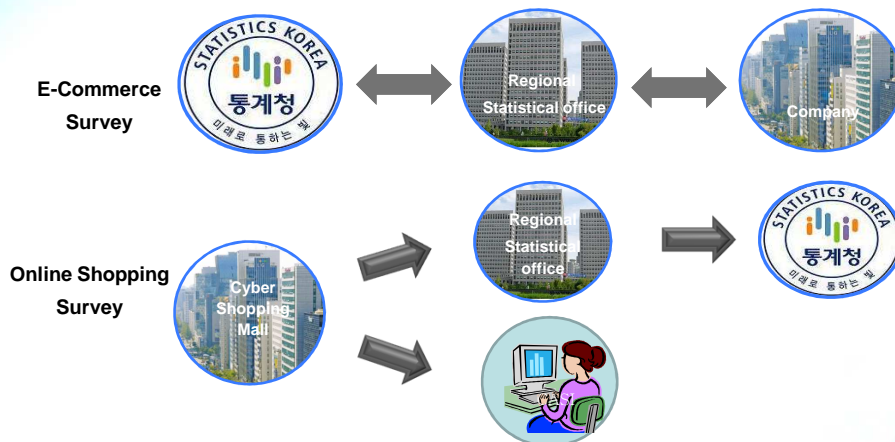 E-Commerce
Survey
STATISTICS KOREA
통계청
미래로 통하는 빛
Regional
Statistical office
Company
Online Shopping
Survey
Cyber
Shopping
Mall
Regional
Statistical
office
STATISTICS KOREA
통계청
미래로 통하는 빛